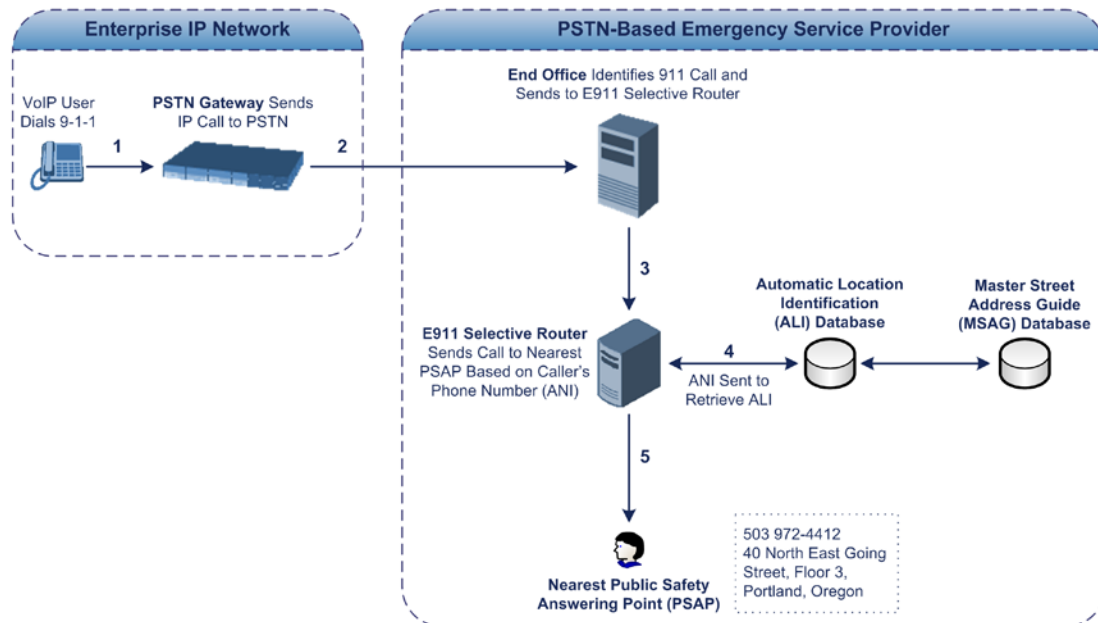 Enterprise IP Network
PSTN-Based Emergency Service Provider
VoIP User
Dials 9-1-1
PSTN Gateway Sends
IP Call to PSTN
1
2
End Office Identifies 911 Call and
Sends to E911 Selective Router
3
E911 Selective Router
Sends Call to Nearest
PSAP Based on Caller's
Phone Number (ANI)
4
ANI Sent to
Retrieve ALI
Automatic Location
Identification
(ALI) Database
Master Street
Address Guide
(MSAG) Database
5
Nearest Public Safety
Answering Point (PSAP)
503 972-4412
40 North East Going
Street, Floor 3,
Portland, Oregon